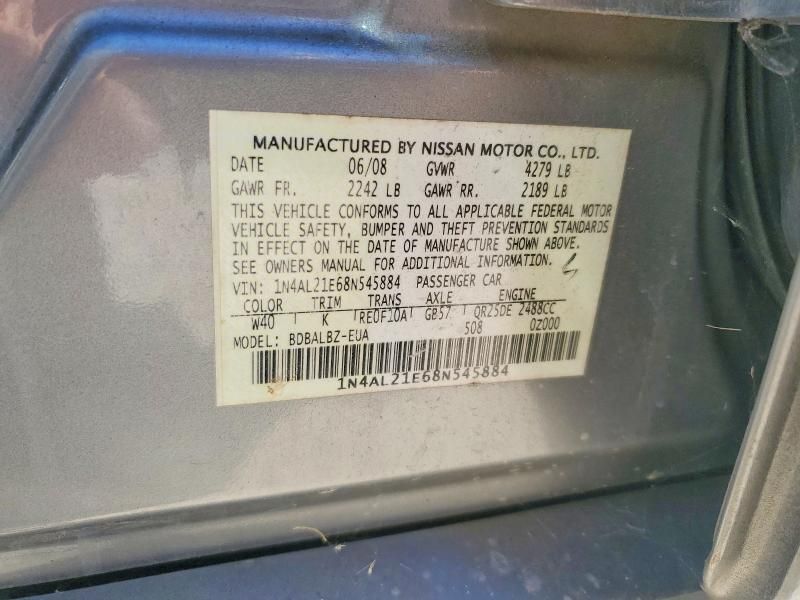 MANUFACTURED BY NISSAN MOTOR CO., LTD.
DATE 06/08 GVWR 4279 LB
GAWR FR. 2242 LB GAWR RR. 2189 LB
THIS VEHICLE CONFORMS TO ALL APPLICABLE FEDERAL MOTOR
VEHICLE SAFETY, BUMPER AND THEFT PREVENTION STANDARDS
IN EFFECT ON THE DATE OF MANUFACTURE SHOWN ABOVE.
SEE OWNERS MANUAL FOR ADDITIONAL INFORMATION.
VIN: 1N4AL21E68N545884 PASSENGER CAR
COLOR TRIM TRANS AXLE ENGINE
W40 K RE0F10A GB57 QR25DE 2488CC
MODEL: BDBALBZ-EUA 508 0Z000
1N4AL21E68N545884